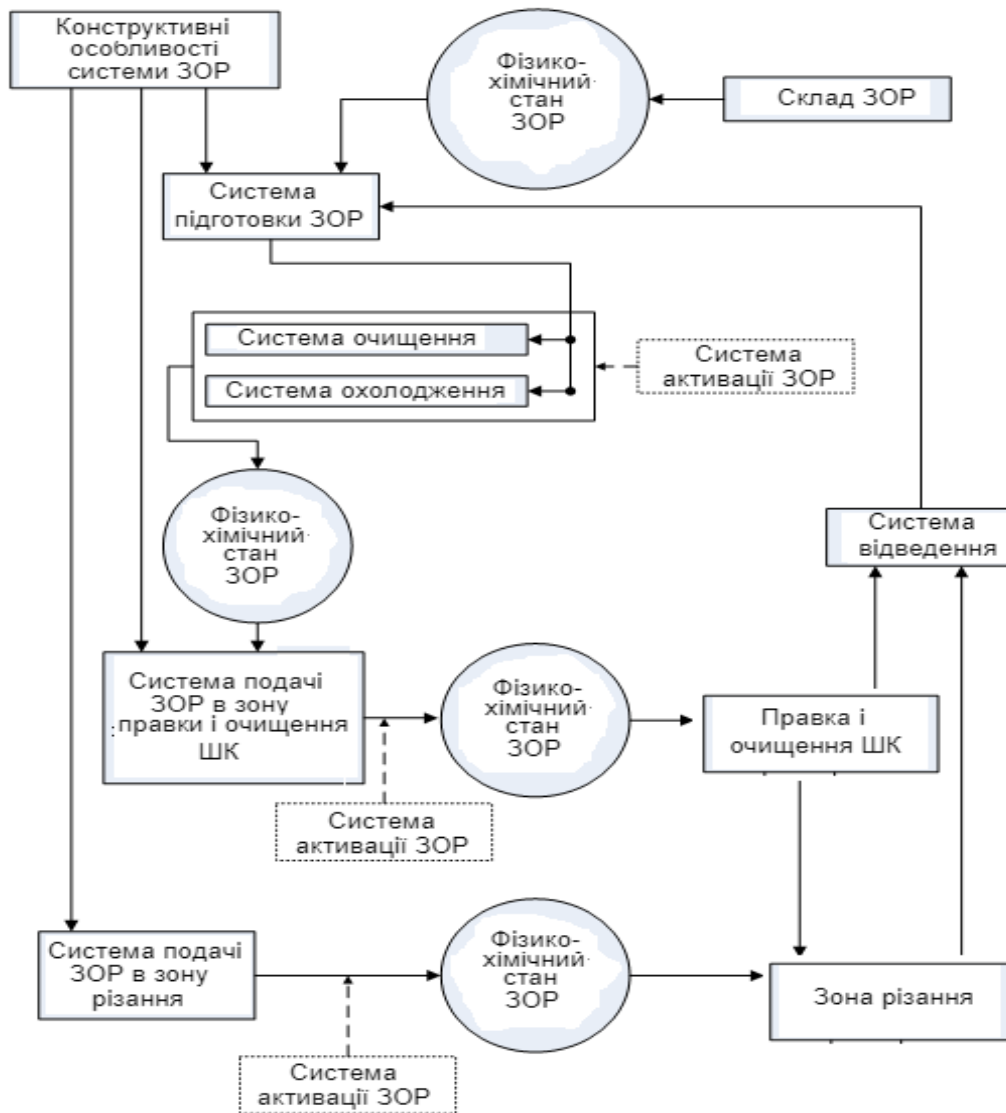 Конструктивні
особливості
системи ЗОР
Фізико-
хімічний
стан
ЗОР
Склад ЗОР
Система
підготовки ЗОР
Система очищення
Система охолодження
Система
активації ЗОР
Фізико-
хімічний
стан
ЗОР
Система
відведення
Система подачі
ЗОР в зону
правки і очищення
ШК
Фізико-
хімічний
стан
ЗОР
Правка і
очищення ШК
Система
активації ЗОР
Система подачі
ЗОР в зону
різання
Фізико-
хімічний
стан
ЗОР
Зона різання
Система
активації ЗОР